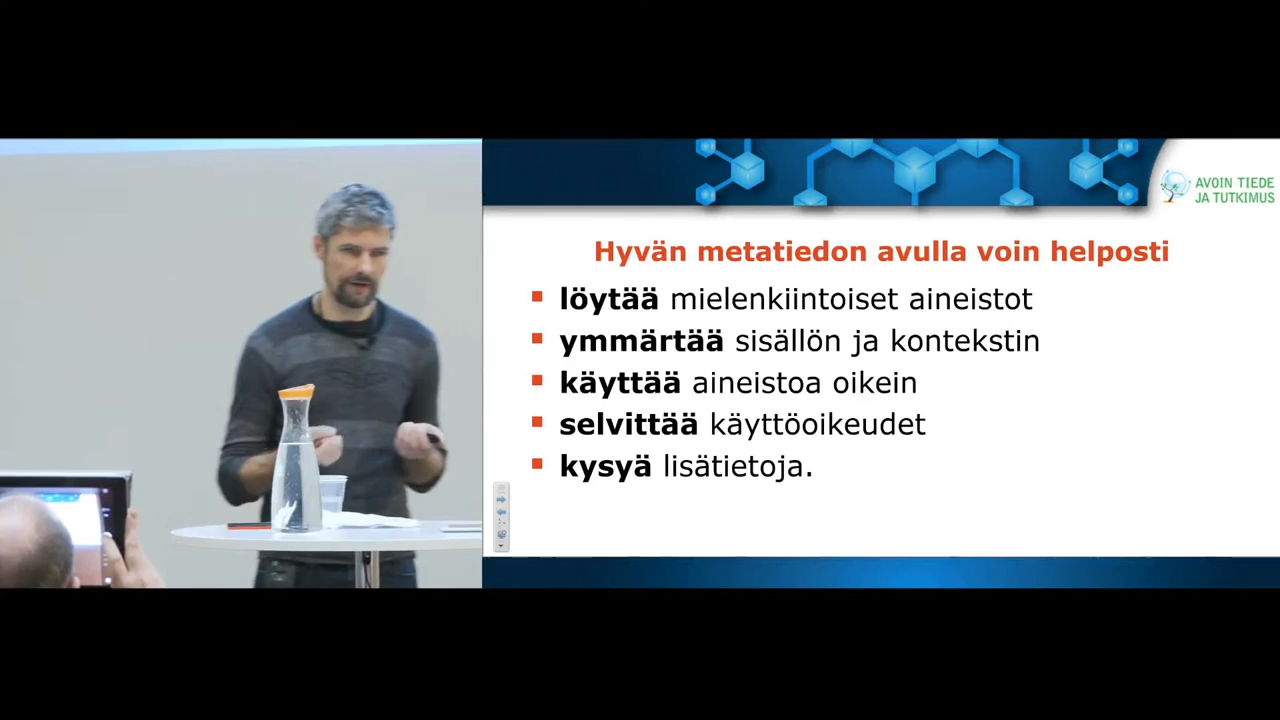 AVOIN TIEDE
JA TUTKIMUS
Hyvän metatiedon avulla voin helposti
löytää mielenkiintoiset aineistot
ymmärtää sisällön ja kontekstin
käyttää aineistoa oikein
selvittää käyttöoikeudet
kysyä lisätietoja.